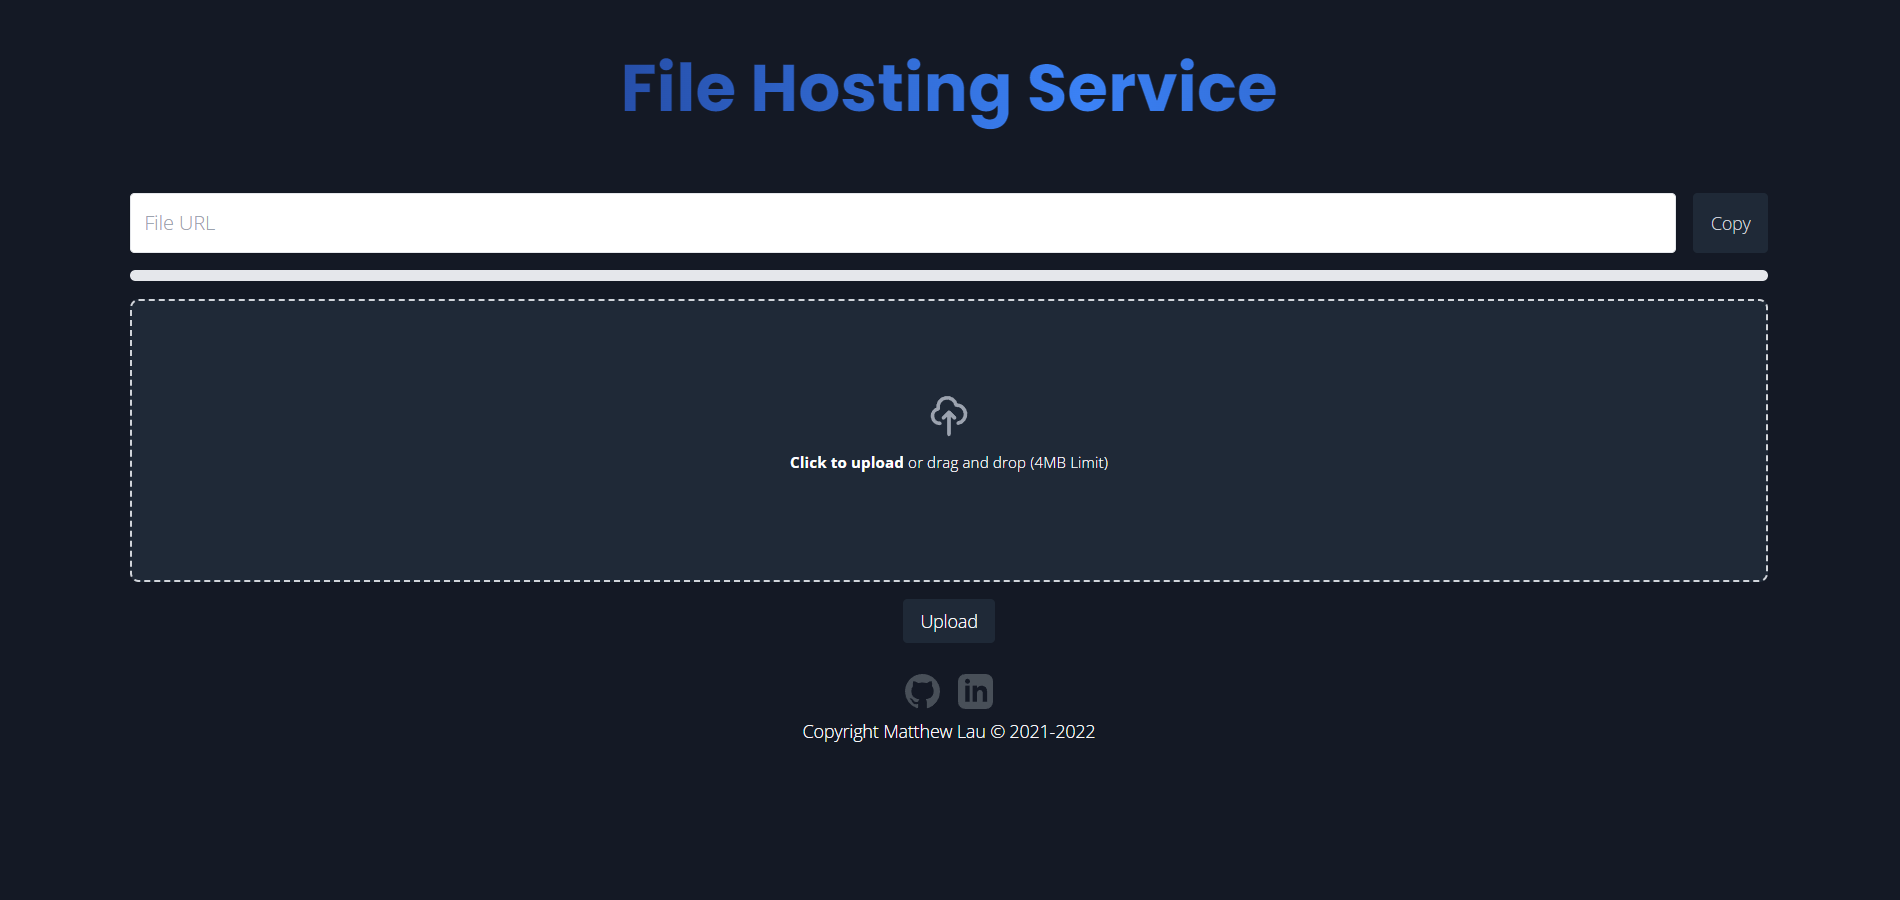 File Hosting Service
File URL
Copy
Click to upload or drag and drop (4MB Limit)
Upload
in
Copyright Matthew Lau © 2021-2022